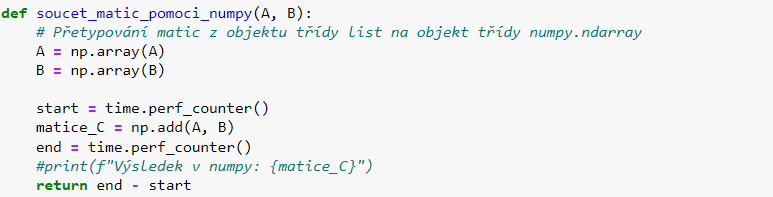 def soucet_matic_pomoci_numpy(A, B):
    # Přetypování matic z objektu třídy list na objekt třídy numpy.ndarray
    A = np.array(A)
    B = np.array(B)

    start = time.perf_counter()
    matice_C = np.add(A, B)
    end = time.perf_counter()
    #print(f"Výsledek v numpy: {matice_C}")
    return end - start